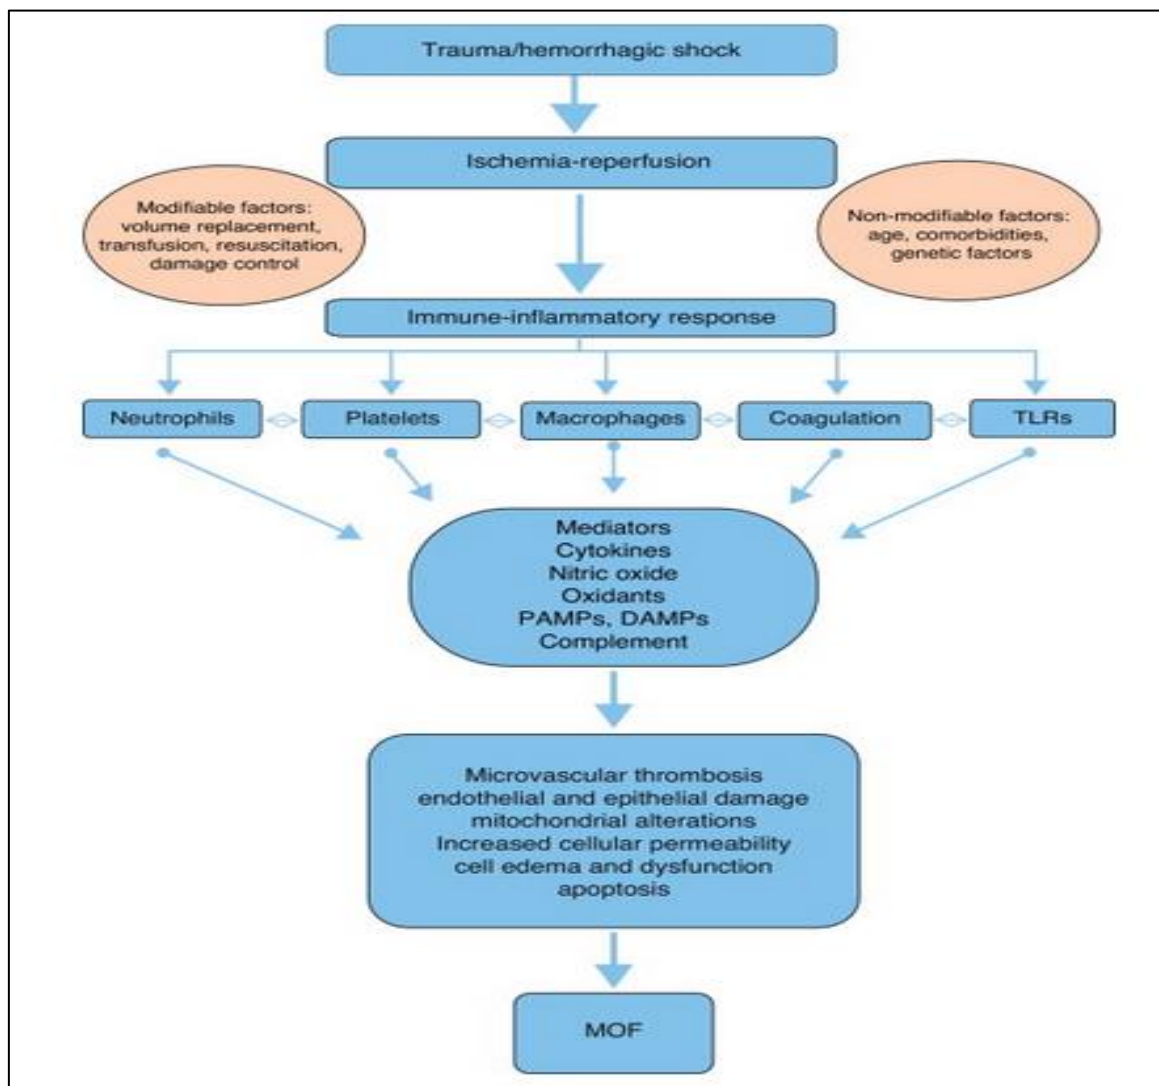 Trauma/hemorrhagic shock
Ischemia-reperfusion
Modifiable factors:
volume replacement,
transfusion, resuscitation,
damage control
Non-modifiable factors:
age, comorbidities,
genetic factors
Immune-inflammatory response
Neutrophils
Platelets
Macrophages
Coagulation
TLRs
Mediators
Cytokines
Nitric oxide
Oxidants
PAMPs, DAMPs
Complement
Microvascular thrombosis
endothelial and epithelial damage
mitochondrial alterations
Increased cellular permeability
cell edema and dysfunction
apoptosis
MOF